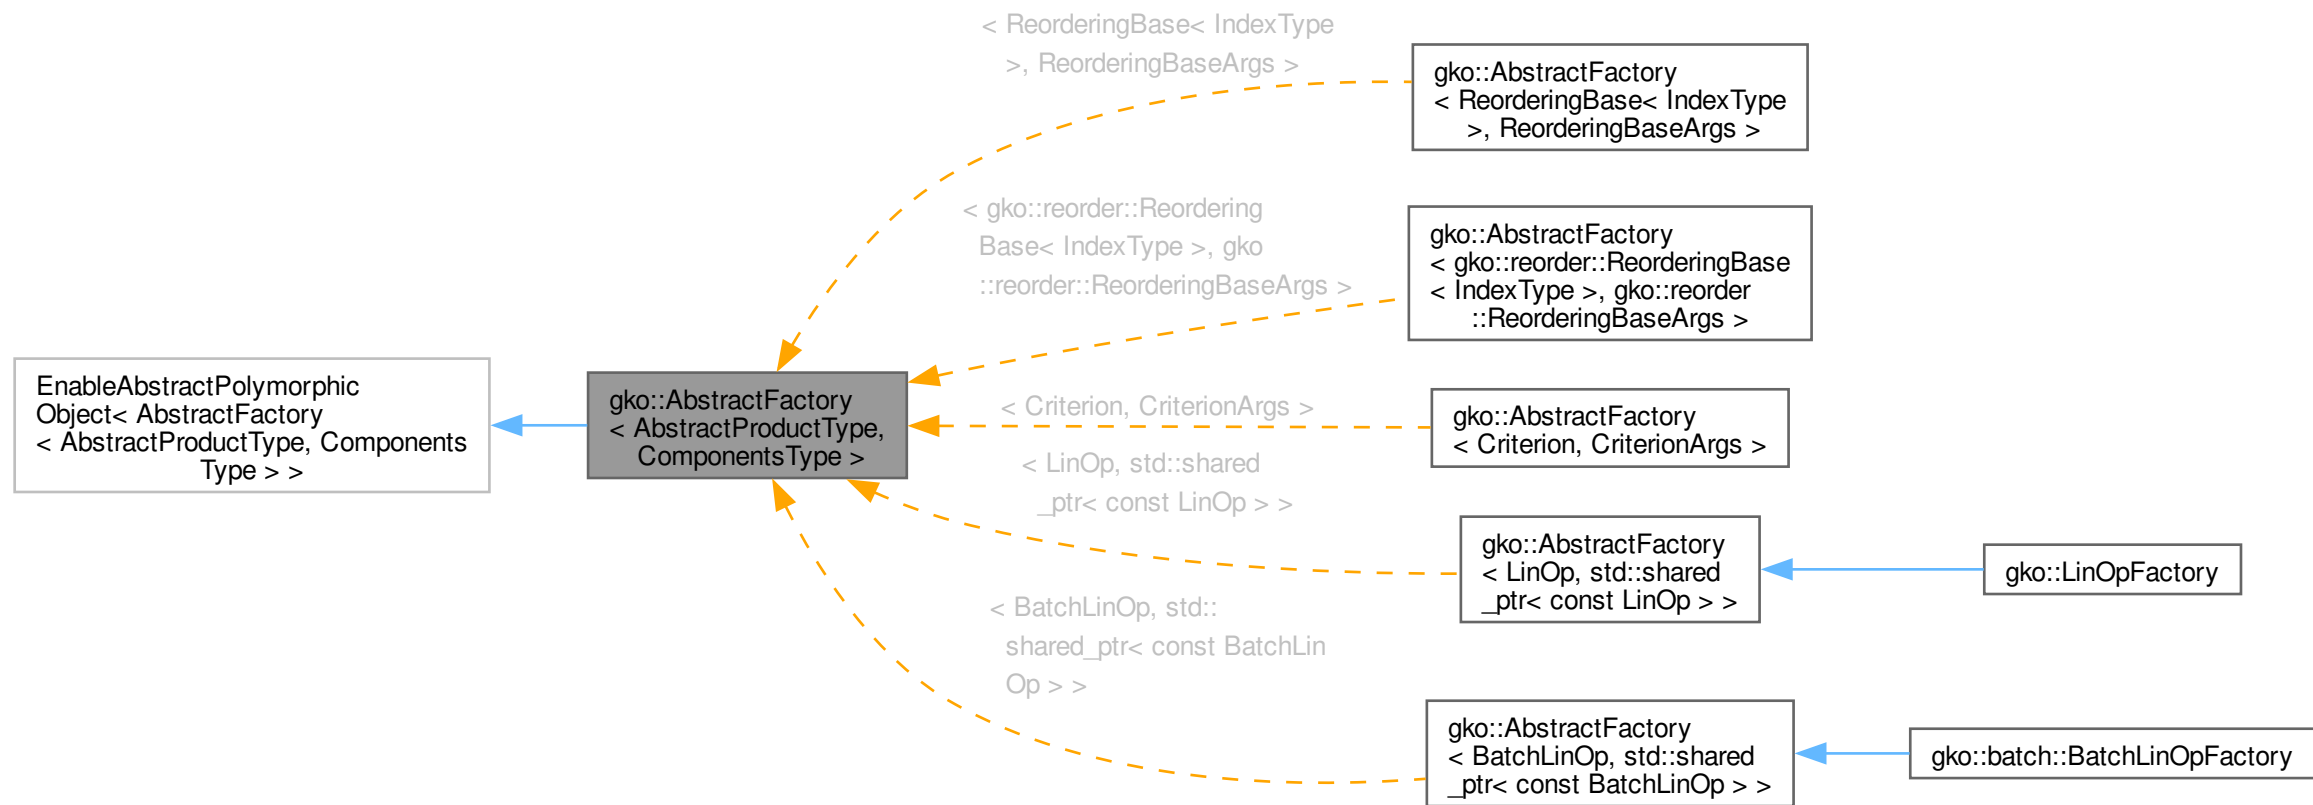 < ReorderingBase< IndexType
>, ReorderingBaseArgs >
gko::AbstractFactory
< ReorderingBase< IndexType
>, ReorderingBaseArgs >
< gko::reorder::Reordering
Base< IndexType >, gko
::reorder::ReorderingBaseArgs >
gko::AbstractFactory
< gko::reorder::ReorderingBase
< IndexType >, gko::reorder
::ReorderingBaseArgs >
EnableAbstractPolymorphic
Object< AbstractFactory
< AbstractProductType, Components
Type > >
gko::AbstractFactory
< AbstractProductType,
ComponentsType >
< Criterion, CriterionArgs >
gko::AbstractFactory
< Criterion, CriterionArgs >
< LinOp, std::shared
_ptr< const LinOp > >
gko::AbstractFactory
< LinOp, std::shared
_ptr< const LinOp > >
gko::LinOpFactory
< BatchLinOp, std::
shared_ptr< const BatchLin
Op > >
gko::AbstractFactory
< BatchLinOp, std::shared
_ptr< const BatchLinOp > >
gko::batch::BatchLinOpFactory